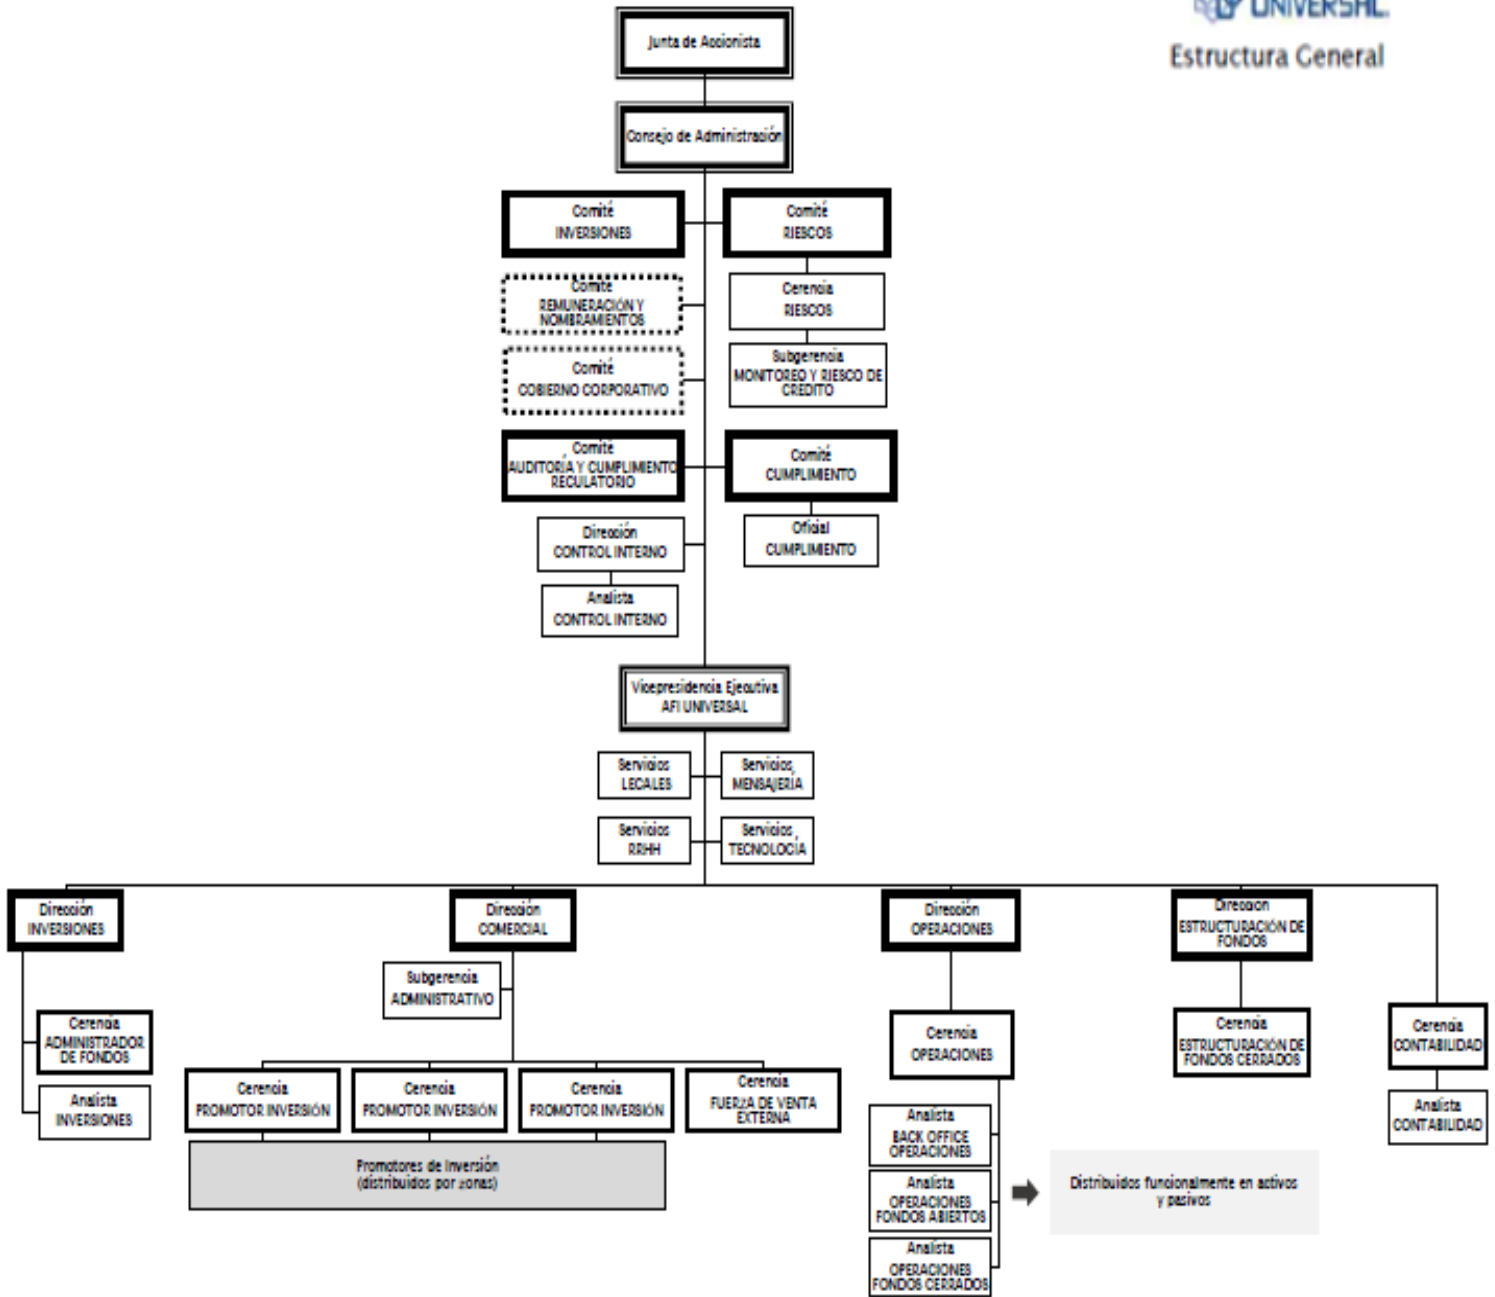 UNIVERSAL.
Estructura General
Junta de Accionista
Consejo de Administración
Comité
INVERSIONES
Comité
RIESGOS
Comité
REMUNERACIÓN Y
NOMBRAMIENTOS
Gerencia
RIESGOS
Comité
GOBIERNO CORPORATIVO
Subgerencia
MONITOREO Y RIESGO DE
CRÉDITO
Comité
AUDITORÍA Y CUMPLIMIENTO
REGULATORIO
Comité
CUMPLIMIENTO
Dirección
CONTROL INTERNO
Oficial
CUMPLIMIENTO
Analista
CONTROL INTERNO
Vicepresidencia Ejecutiva
AFI UNIVERSAL
Servicios
LEGALES
Servicios
MENSAJERÍA
Servicios
RRHH
Servicios
TECNOLOGÍA
Dirección
INVERSIONES
Dirección
COMERCIAL
Dirección
OPERACIONES
Dirección
ESTRUCTURACIÓN DE
FONDOS
Subgerencia
ADMINISTRATIVO
Gerencia
ADMINISTRADOR
DE FONDOS
Gerencia
OPERACIONES
Gerencia
ESTRUCTURACIÓN DE
FONDOS CERRADOS
Gerencia
CONTABILIDAD
Analista
INVERSIONES
Gerencia
PROMOTOR INVERSIÓN
Gerencia
PROMOTOR INVERSIÓN
Gerencia
PROMOTOR INVERSIÓN
Gerencia
FUERZA DE VENTA
EXTERNA
Analista
BACK OFFICE
OPERACIONES
Analista
CONTABILIDAD
Promotores de Inversión
(distribuidos por zonas)
Analista
OPERACIONES
FONDOS ABIERTOS
Distribuidos funcionalmente en activos
y pasivos
Analista
OPERACIONES
FONDOS CERRADOS